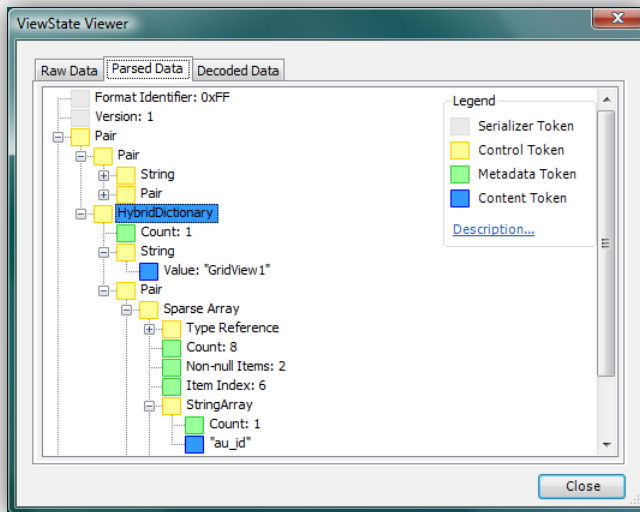 ViewState Viewer
Raw Data
Parsed Data
Decoded Data
Format Identifier: 0xFF
Version: 1
Pair
Pair
String
Pair
HybridDictionary
Count: 1
String
Value: "GridView1"
Pair
Sparse Array
Type Reference
Count: 8
Non-null Items: 2
Item Index: 6
StringArray
Count: 1
"au_id"
Legend
Serializer Token
Control Token
Metadata Token
Content Token
Description...
Close